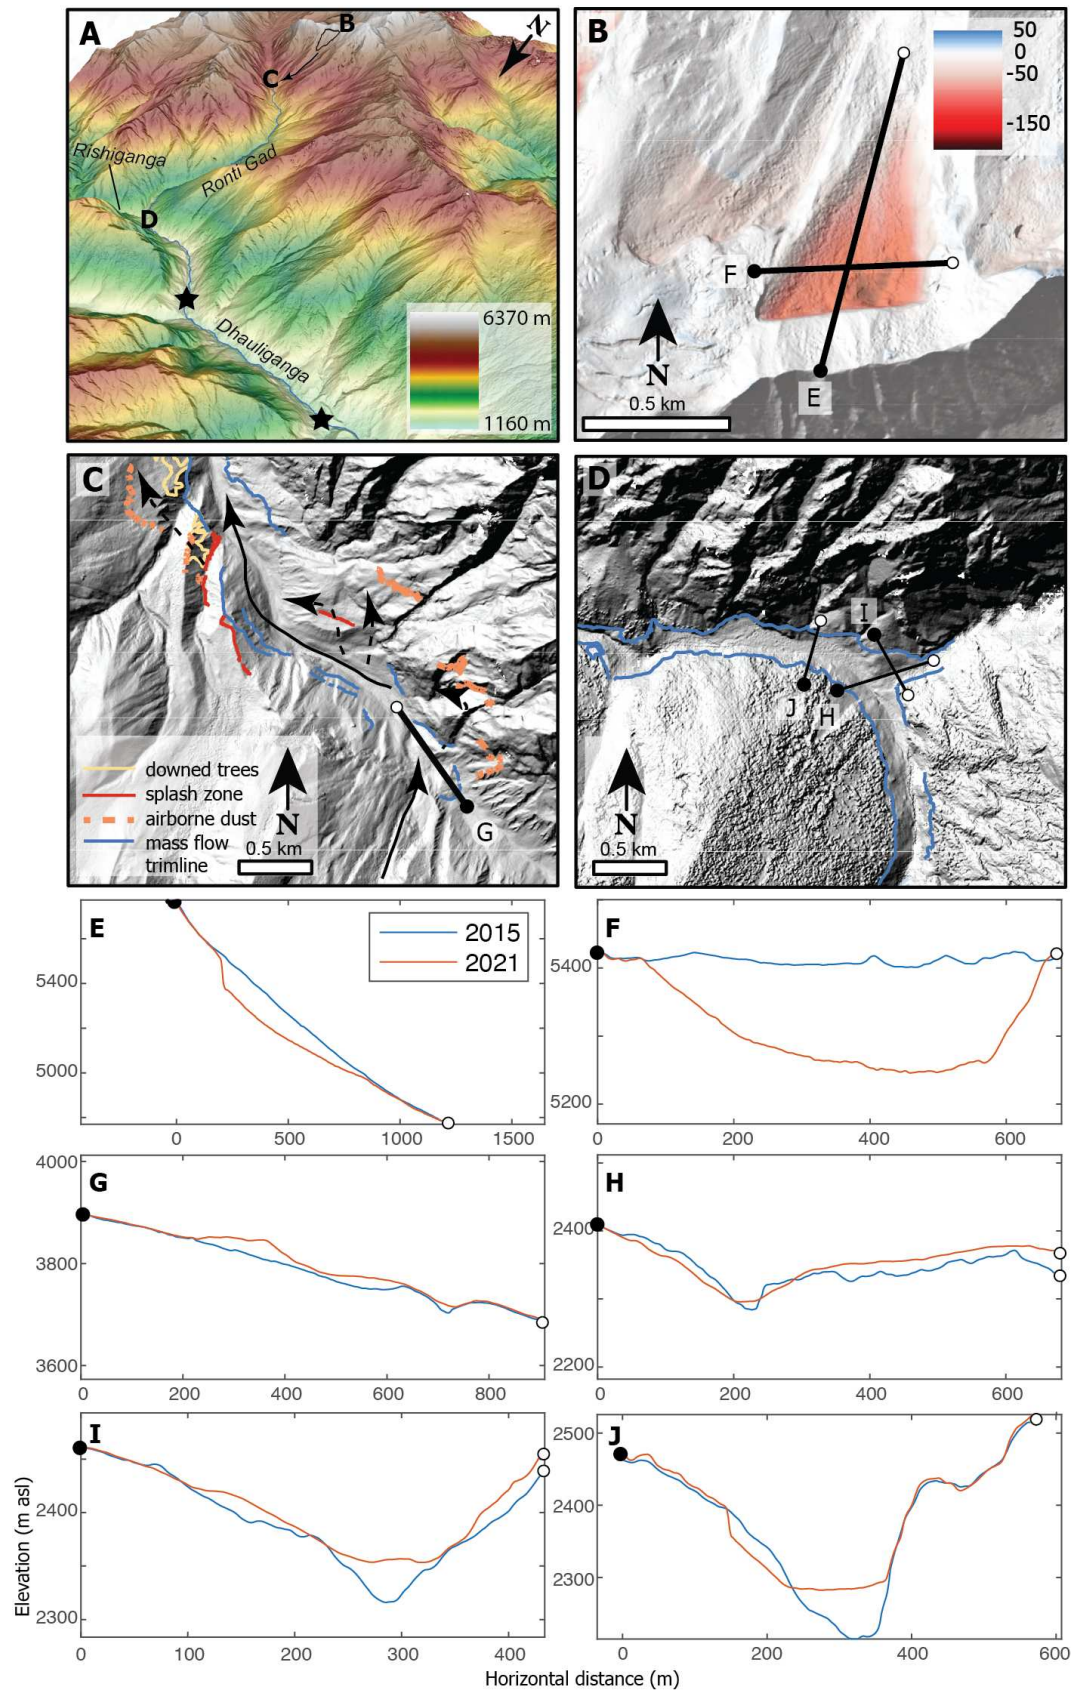 A
B
N
C
Rishiganga
Ronti Gad
D
Dhauliganga
6370 m
1160 m
B
50
0
-50
-150
F
N
0.5 km
E
C
downed trees
splash zone
airborne dust
mass flow
trimline
N
0.5 km
G
D
I
J
H
N
0.5 km
E
2015
2021
5400
5000
0
500
1000
1500
F
5400
5200
0
200
400
600
G
4000
3800
3600
0
200
400
600
800
H
2400
2200
0
200
400
600
I
2400
2300
0
100
200
300
400
J
2500
2400
2300
0
200
400
600
Elevation (m asl)
Horizontal distance (m)